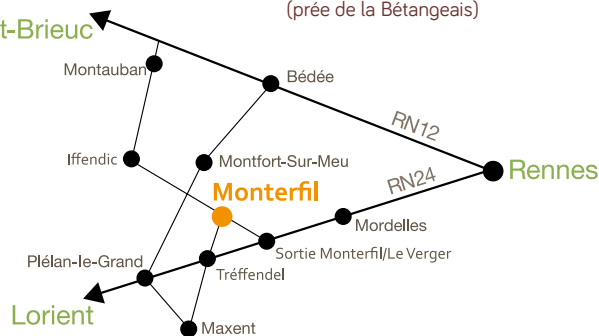 (prée de la Bétangeais)
t-Brieuc
Montauban
Bédée
RN12
Iffendic
Montfort-Sur-Meu
Rennes
RN24
Monterfil
Mordelles
Sortie Monterfil/Le Verger
Plélan-le-Grand
Tréffendel
Lorient
Maxent